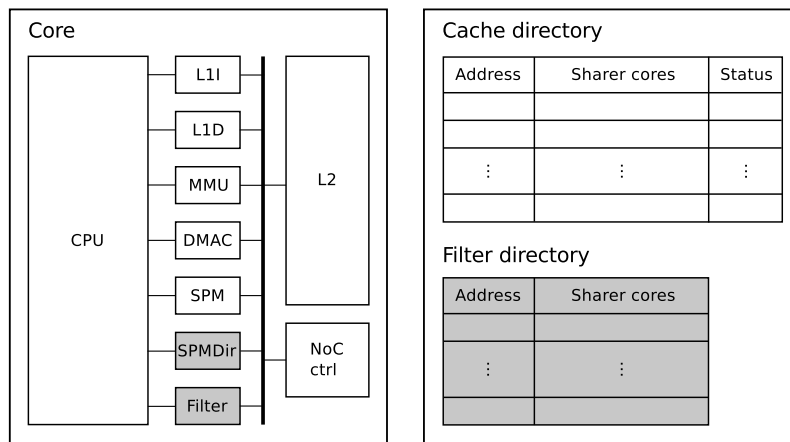 Core
CPU
L1I
L1D
MMU
DMAC
SPM
SPMDir
Filter
L2
NoC
ctrl
Cache directory
Address Sharer cores Status
⋮ ⋮ ⋮
Filter directory
Address Sharer cores
⋮ ⋮